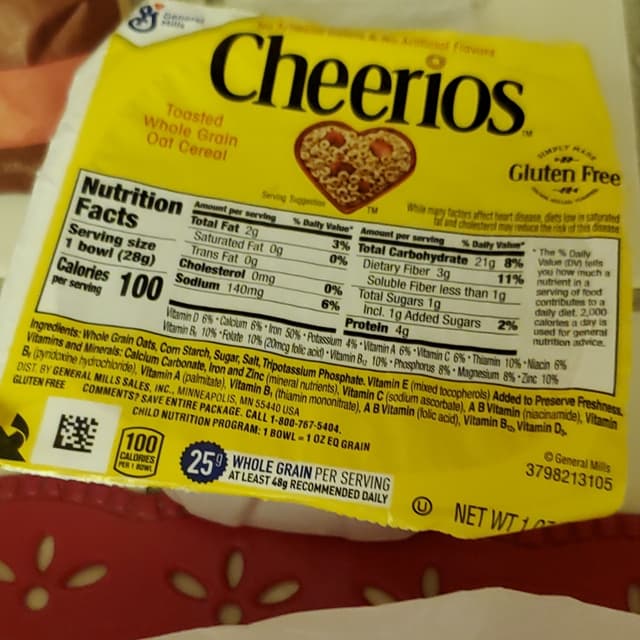 General Mills
No Artificial Flavors
Cheerios
TM
Toasted
Whole Grain
Oat Cereal
SIMPLY MADE
Gluten Free
Serving Suggestion
TM
While many factors affect heart disease, diets low in saturated
fat and cholesterol may reduce the risk of this disease
Nutrition
Facts
Serving size
1 bowl (28g)
Calories
per serving 100
Amount per serving % Daily Value*
Total Fat 2g 3%
Saturated Fat 0g 0%
Trans Fat 0g
Cholesterol 0mg 0%
Sodium 140mg 6%
Amount per serving % Daily Value*
Total Carbohydrate 21g 8%
Dietary Fiber 3g 11%
Soluble Fiber less than 1g
Total Sugars 1g
Incl. 1g Added Sugars 2%
Protein 4g
* The % Daily
Value (DV) tells
you how much a
nutrient in a
serving of food
contributes to a
daily diet. 2,000
calories a day is
used for general
nutrition advice.
Vitamin D 6% • Calcium 6% • Iron 50% • Potassium 4% • Vitamin A 6% • Vitamin C 6% • Thiamin 10% • Niacin 6%
Vitamin B6 10% • Folate 10% (20mcg folic acid) • Vitamin B12 10% • Phosphorus 8% • Magnesium 8% • Zinc 10%
Ingredients: Whole Grain Oats, Corn Starch, Sugar, Salt, Tripotassium Phosphate. Vitamin E (mixed tocopherols) Added to Preserve Freshness.
Vitamins and Minerals: Calcium Carbonate, Iron and Zinc (mineral nutrients), Vitamin C (sodium ascorbate), A B Vitamin (niacinamide), Vitamin
B6 (pyridoxine hydrochloride), Vitamin A (palmitate), Vitamin B1 (thiamin mononitrate), A B Vitamin (folic acid), Vitamin B12, Vitamin D3.
DIST. BY GENERAL MILLS SALES, INC., MINNEAPOLIS, MN 55440 USA
GLUTEN FREE COMMENTS? SAVE ENTIRE PACKAGE. CALL 1-800-767-5404.
CHILD NUTRITION PROGRAM: 1 BOWL = 1 OZ EQ GRAIN
100
CALORIES
PER 1 BOWL
25g WHOLE GRAIN PER SERVING
AT LEAST 48g RECOMMENDED DAILY
© General Mills
3798213105
U
NET WT